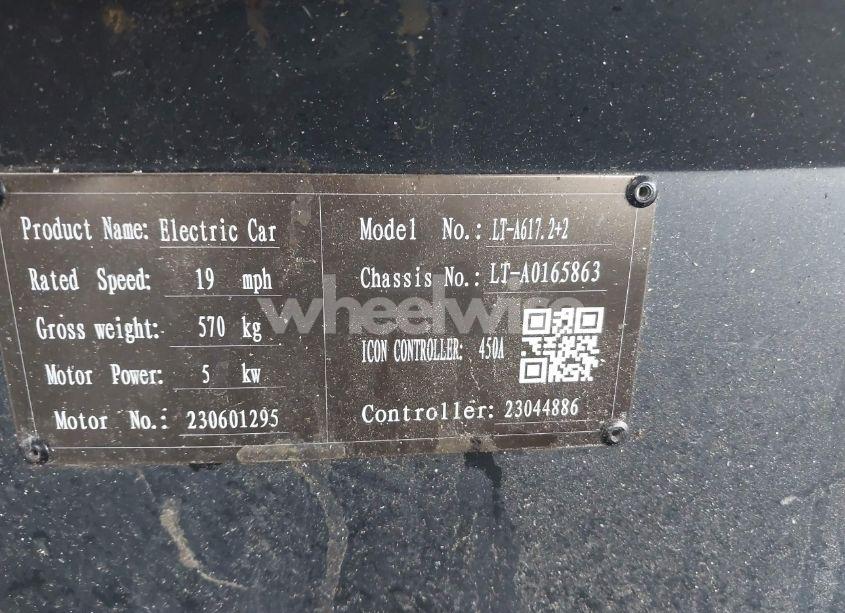 Product Name: Electric Car
Rated Speed: 19 mph
Gross weight: 570 kg
Motor Power: 5 kw
Motor No.: 230601295
Model No.: LT-A617.2+2
Chassis No.: LT-A0165863
ICON CONTROLLER: 450A
Controller: 23044886
wheelwise